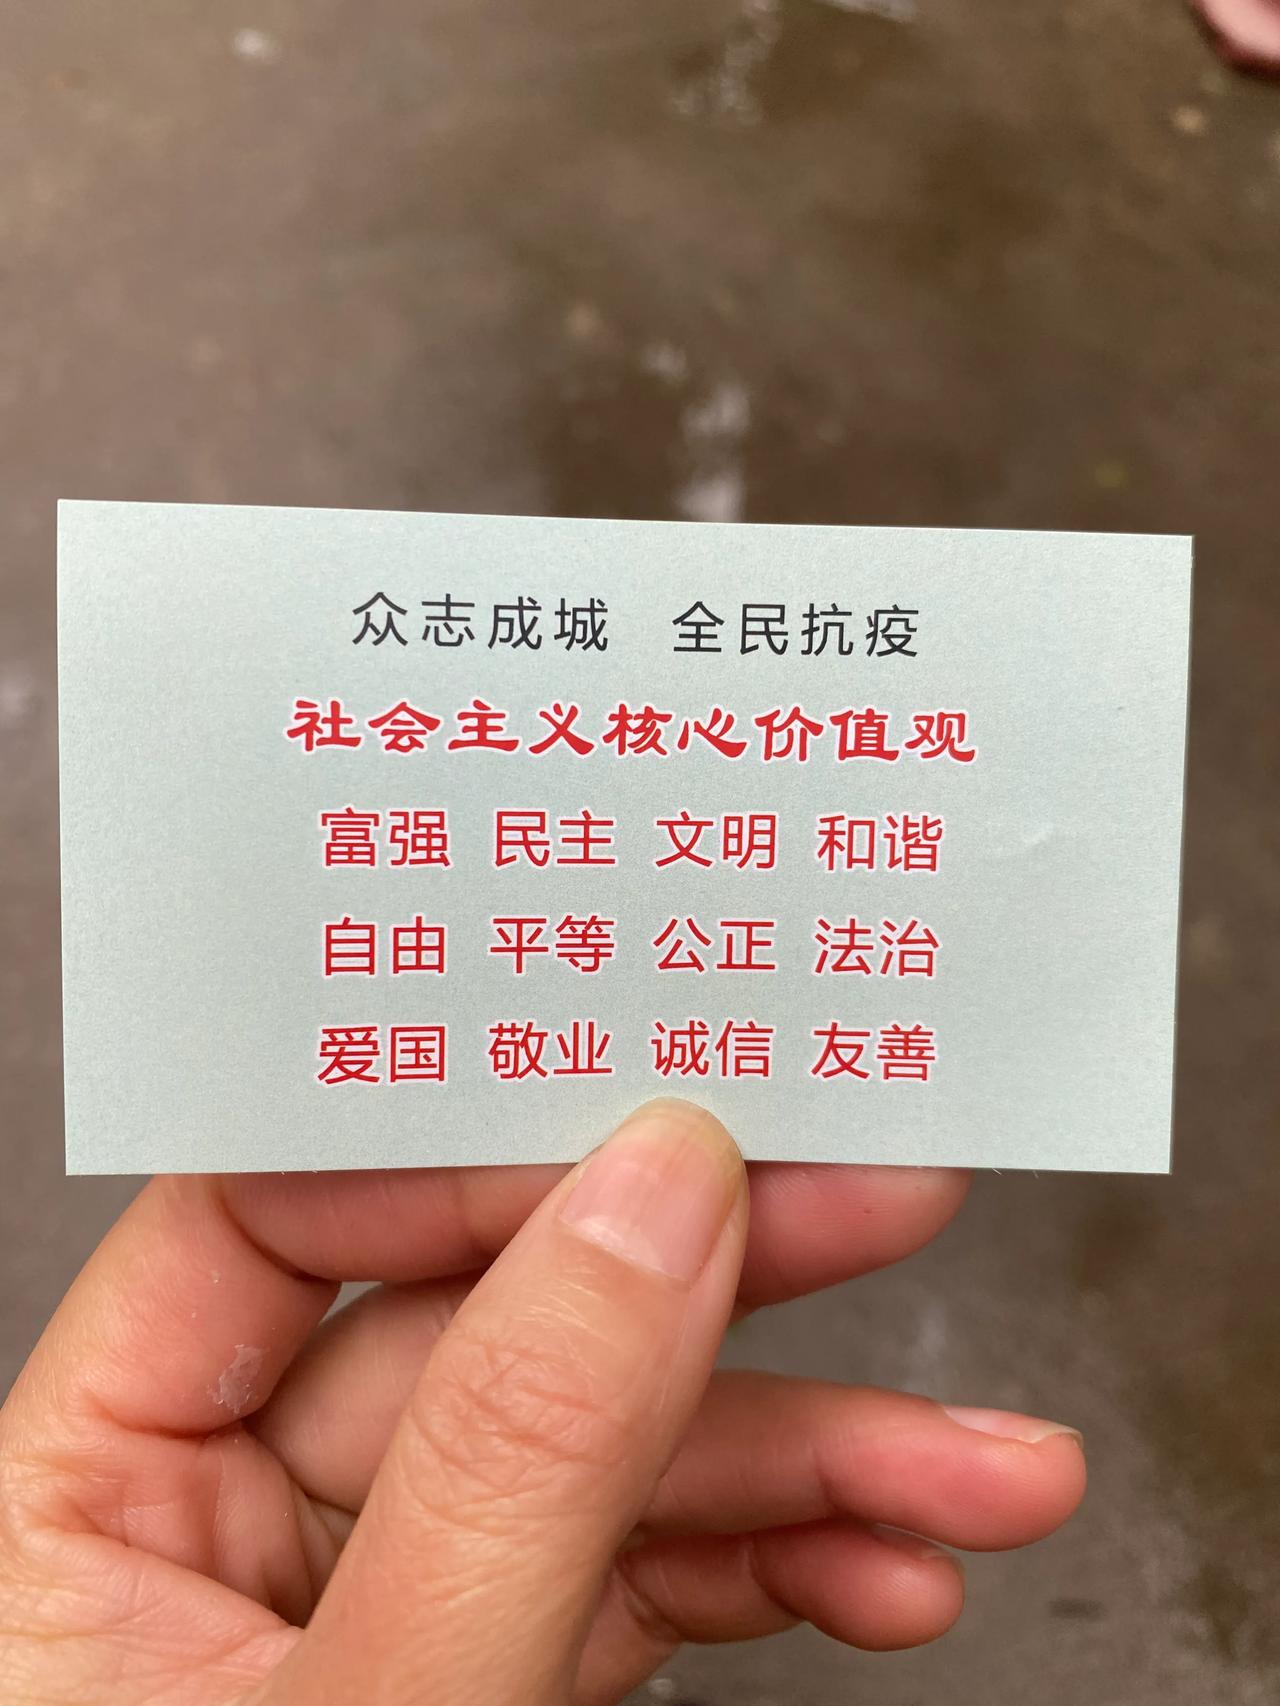 众志成城 全民抗疫
社会主义核心价值观
富强 民主 文明 和谐
自由 平等 公正 法治
爱国 敬业 诚信 友善